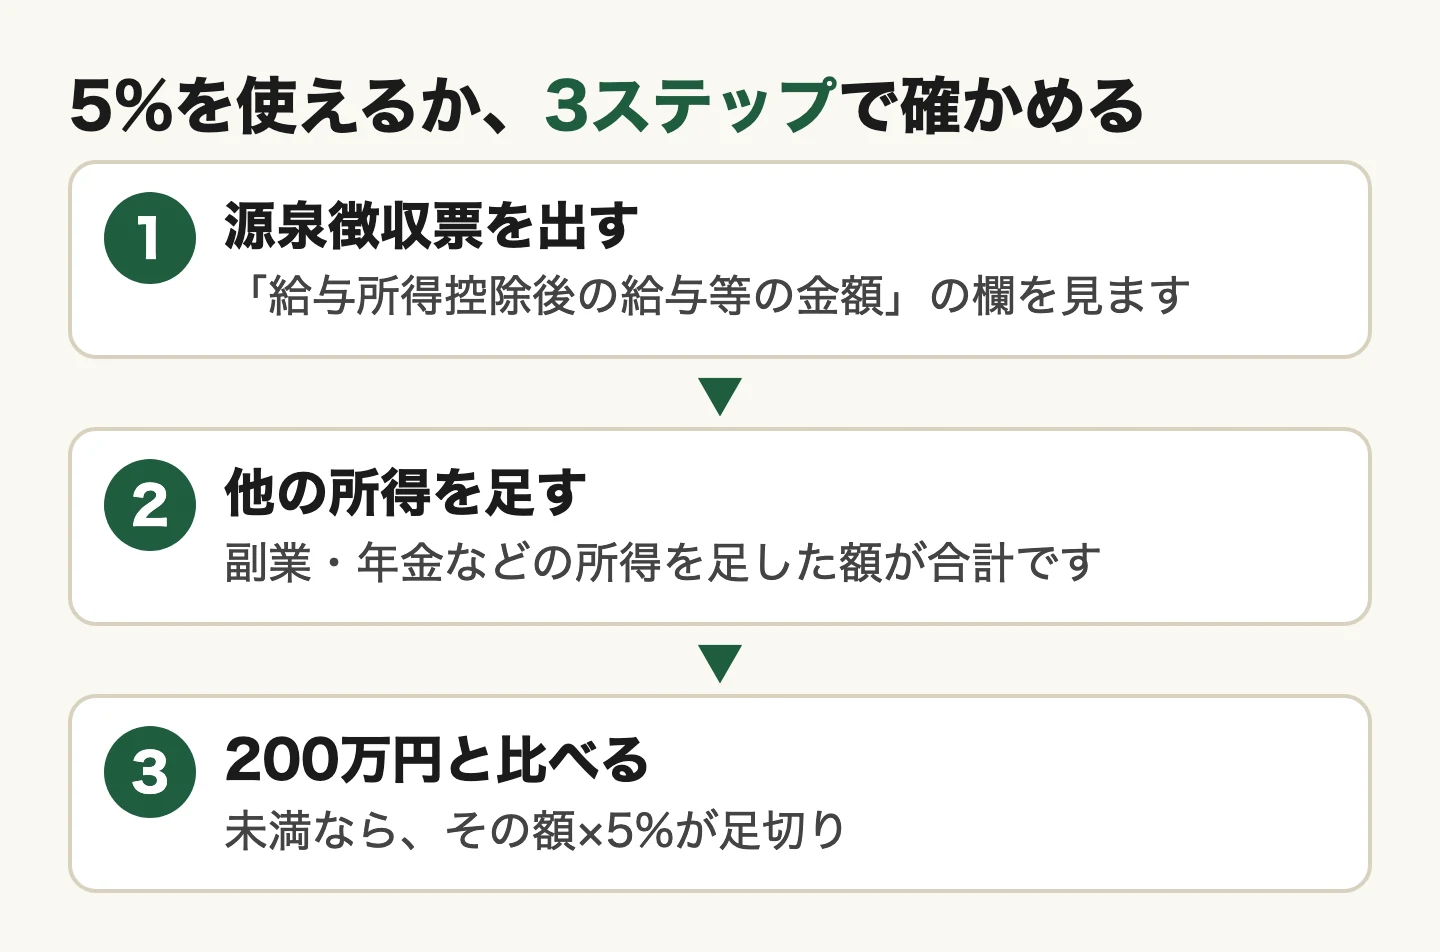 5%を使えるか、3ステップで確かめる
1
源泉徴収票を出す
「給与所得控除後の給与等の金額」の欄を見ます
2
他の所得を足す
副業・年金などの所得を足した額が合計です
3
200万円と比べる
未満なら、その額×5%が足切り